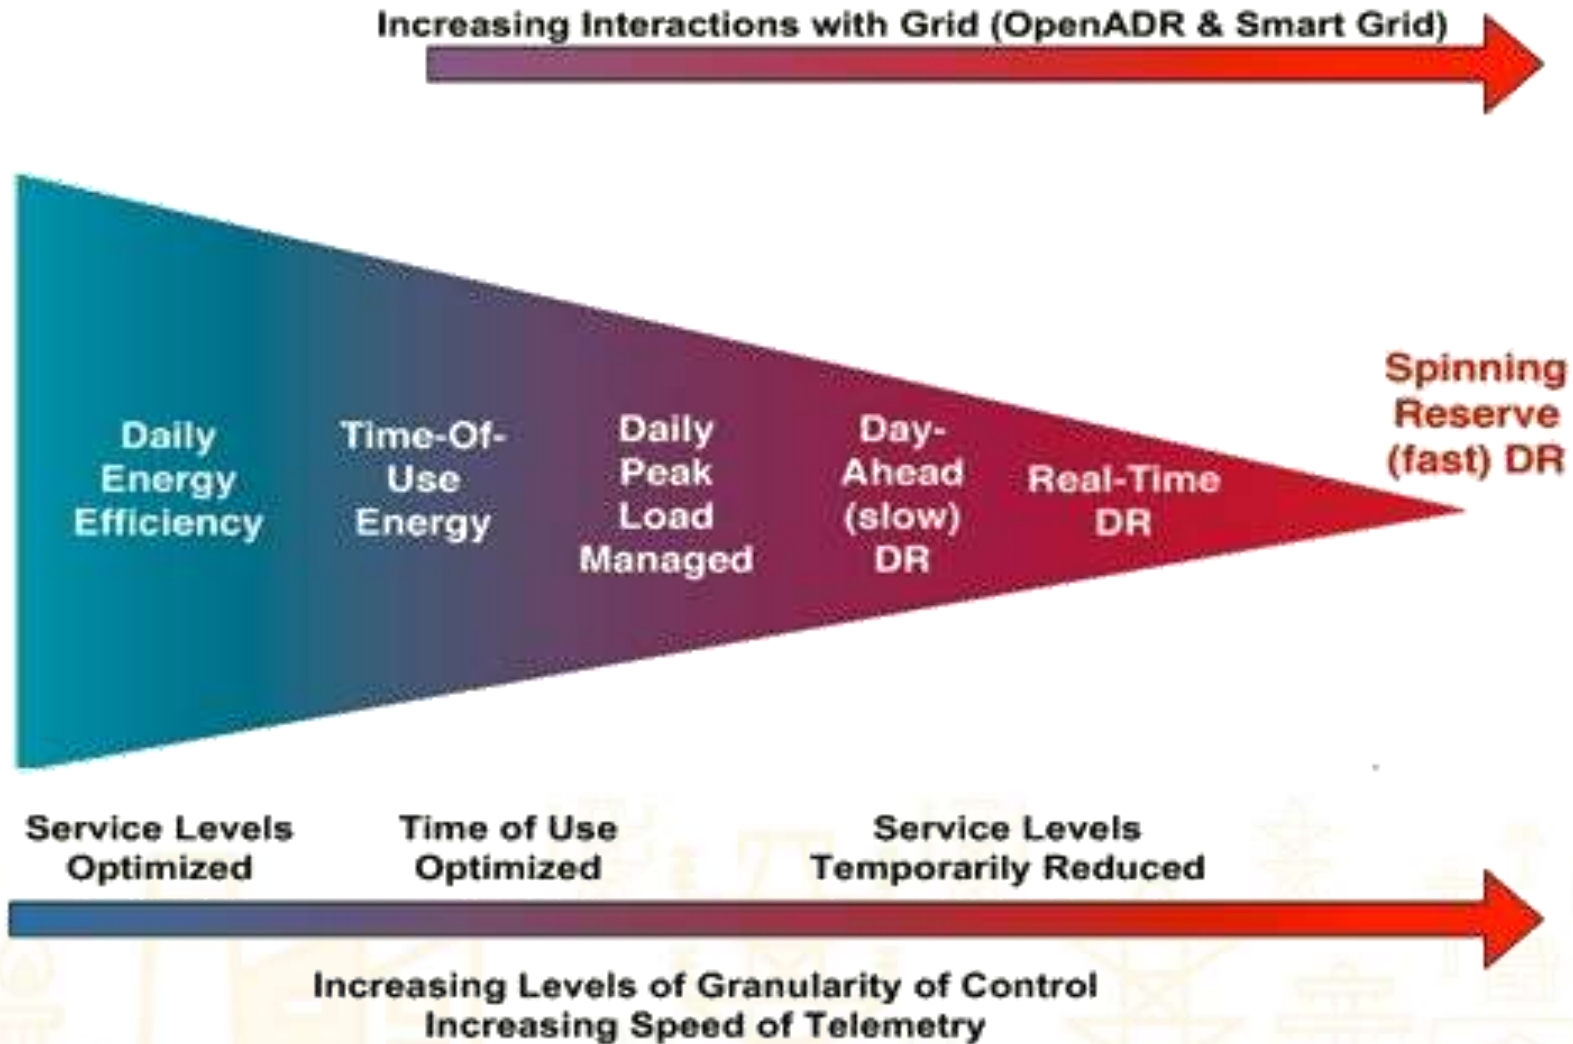 Increasing Interactions with Grid (OpenADR & Smart Grid)
Daily
Energy
Efficiency
Time-Of-
Use
Energy
Daily
Peak
Load
Managed
Day-
Ahead
(slow)
DR
Real-Time
DR
Spinning
Reserve
(fast) DR
Service Levels
Optimized
Time of Use
Optimized
Service Levels
Temporarily Reduced
Increasing Levels of Granularity of Control
Increasing Speed of Telemetry